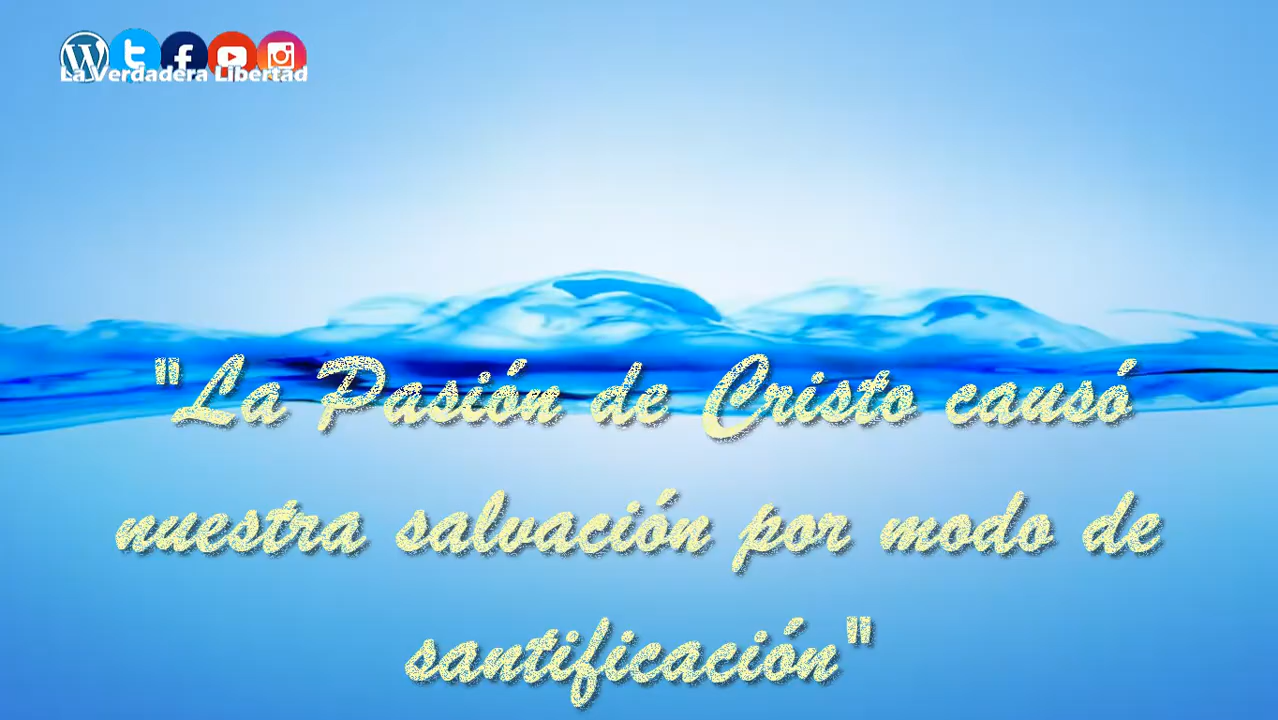 La Verdadera Libertad
"La Pasión de Cristo causó
nuestra salvación por modo de
santificación"